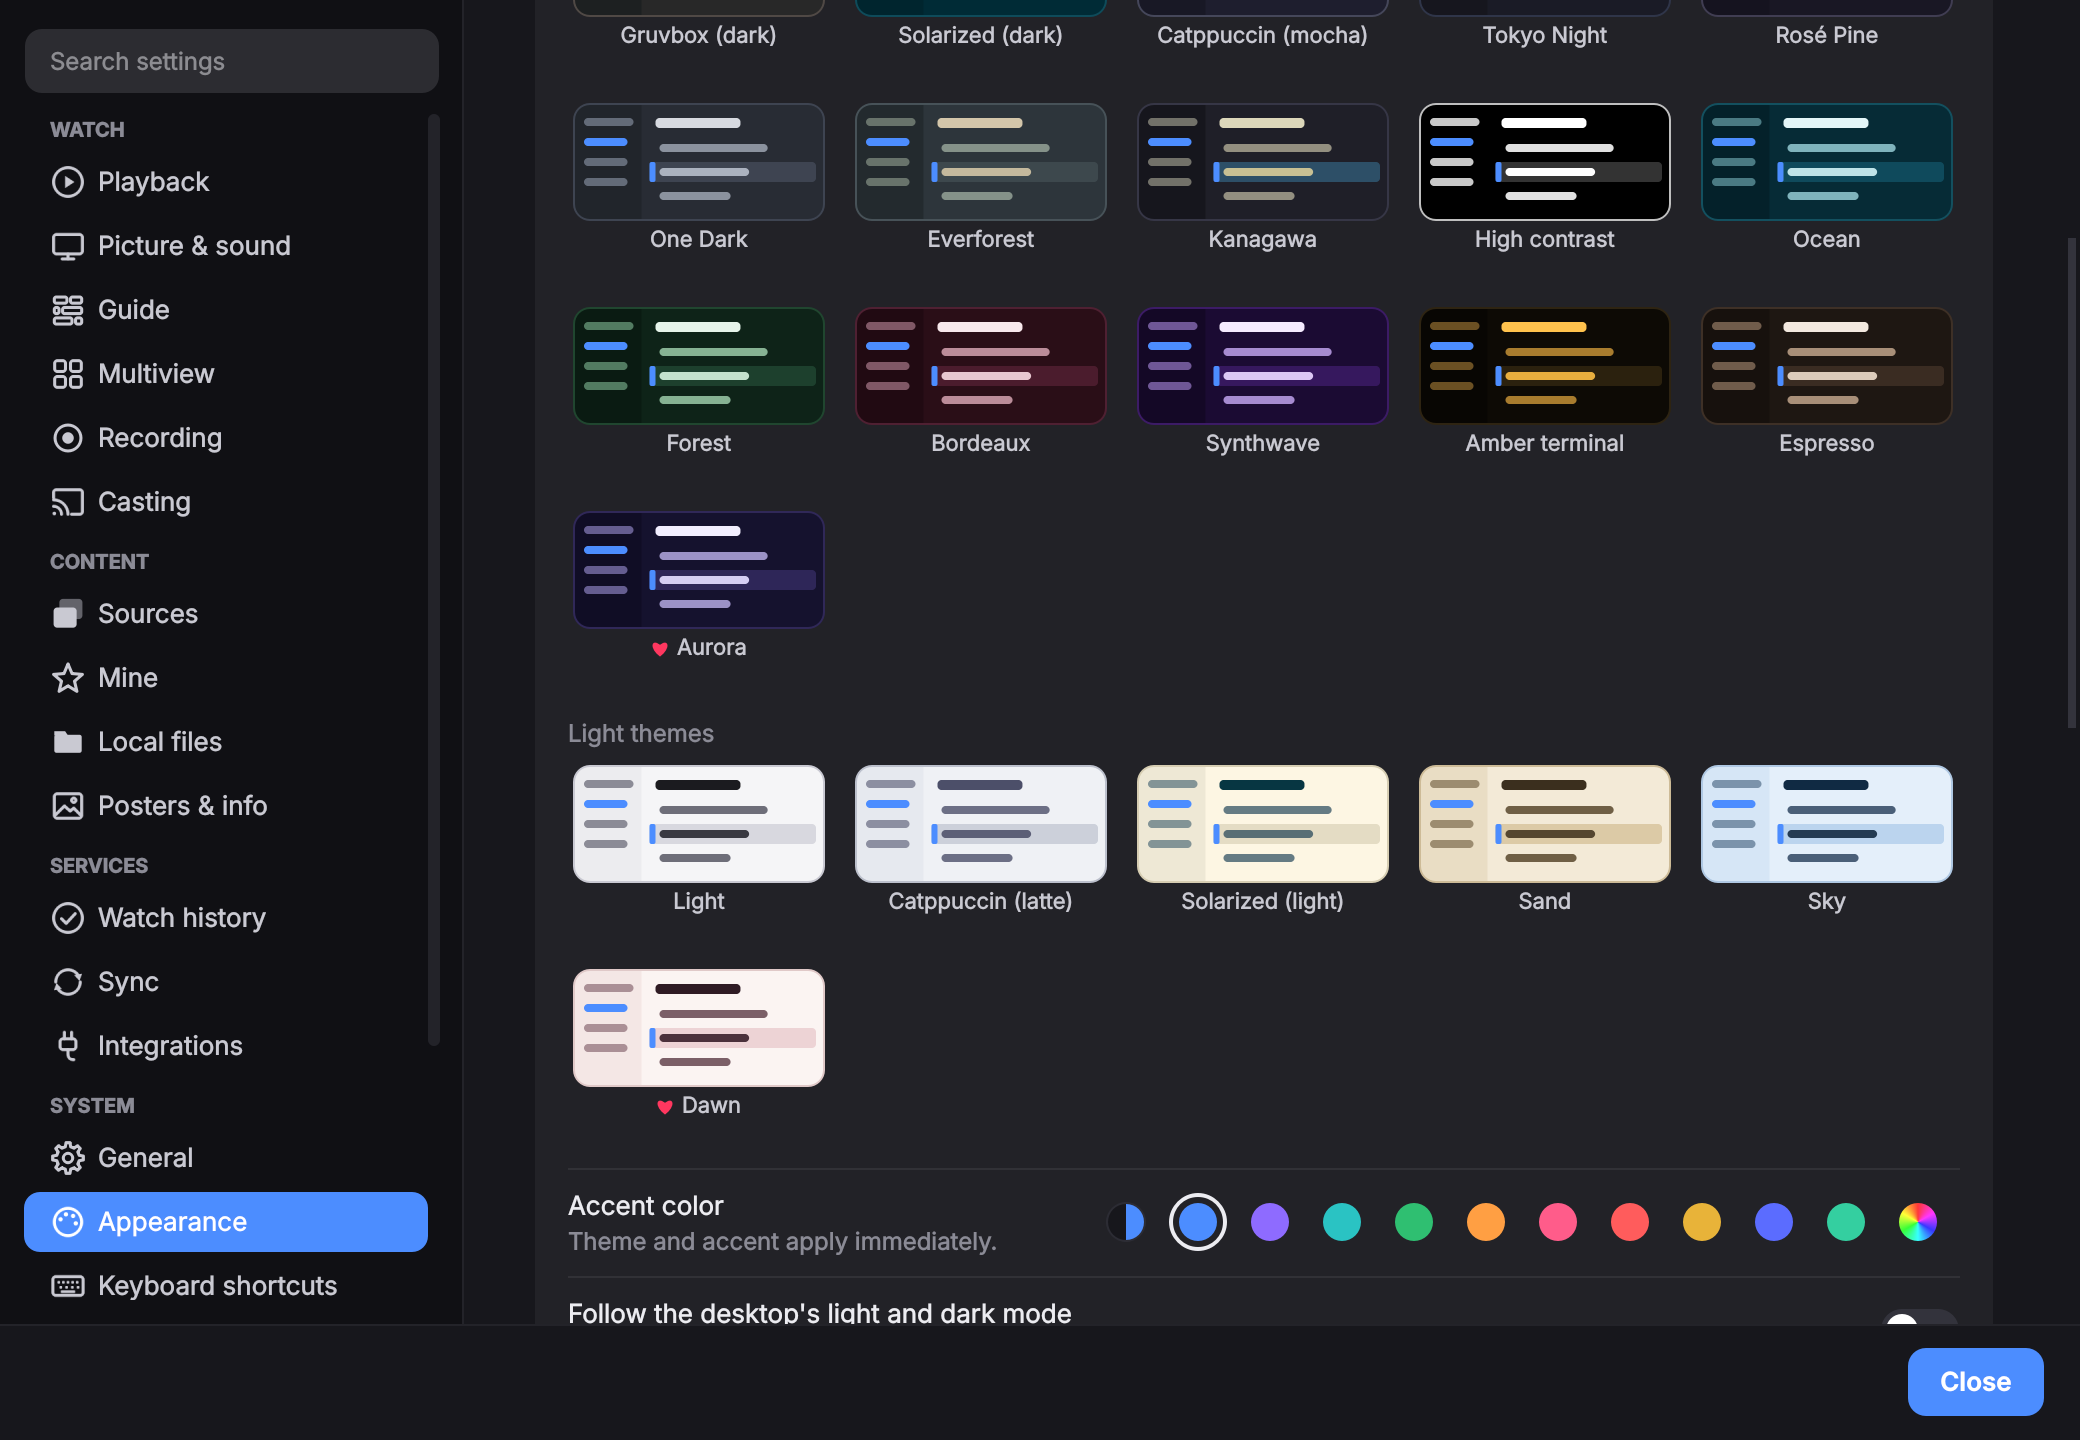 Search settings
WATCH
Playback
Picture & sound
Guide
Multiview
Recording
Casting
CONTENT
Sources
Mine
Local files
Posters & info
SERVICES
Watch history
Sync
Integrations
SYSTEM
General
Appearance
Keyboard shortcuts
Gruvbox (dark)
Solarized (dark)
Catppuccin (mocha)
Tokyo Night
Rosé Pine
One Dark
Everforest
Kanagawa
High contrast
Ocean
Forest
Bordeaux
Synthwave
Amber terminal
Espresso
Aurora
Light themes
Light
Catppuccin (latte)
Solarized (light)
Sand
Sky
Dawn
Accent color
Theme and accent apply immediately.
Follow the desktop's light and dark mode
Close